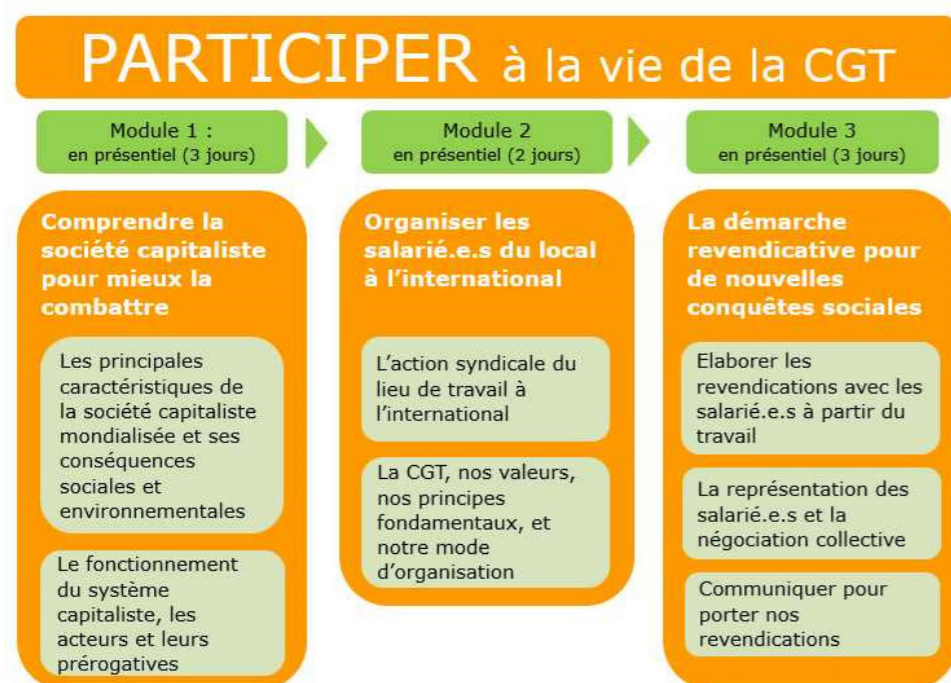 PARTICIPER à la vie de la CGT
Module 1 :
en présentiel (3 jours)
Module 2
en présentiel (2 jours)
Module 3
en présentiel (3 jours)
Comprendre la
société capitaliste
pour mieux la
combattre
Les principales
caractéristiques de
la société capitaliste
mondialisée et ses
conséquences
sociales et
environnementales
Le fonctionnement
du système
capitaliste, les
acteurs et leurs
prérogatives
Organiser les
salarié.e.s du local
à l’international
L’action syndicale du
lieu de travail à
l’international
La CGT, nos valeurs,
nos principes
fondamentaux, et
notre mode
d’organisation
La démarche
revendicative pour
de nouvelles
conquêtes sociales
Elaborer les
revendications avec les
salarié.e.s à partir du
travail
La représentation des
salarié.e.s et la
négociation collective
Communiquer pour
porter nos
revendications